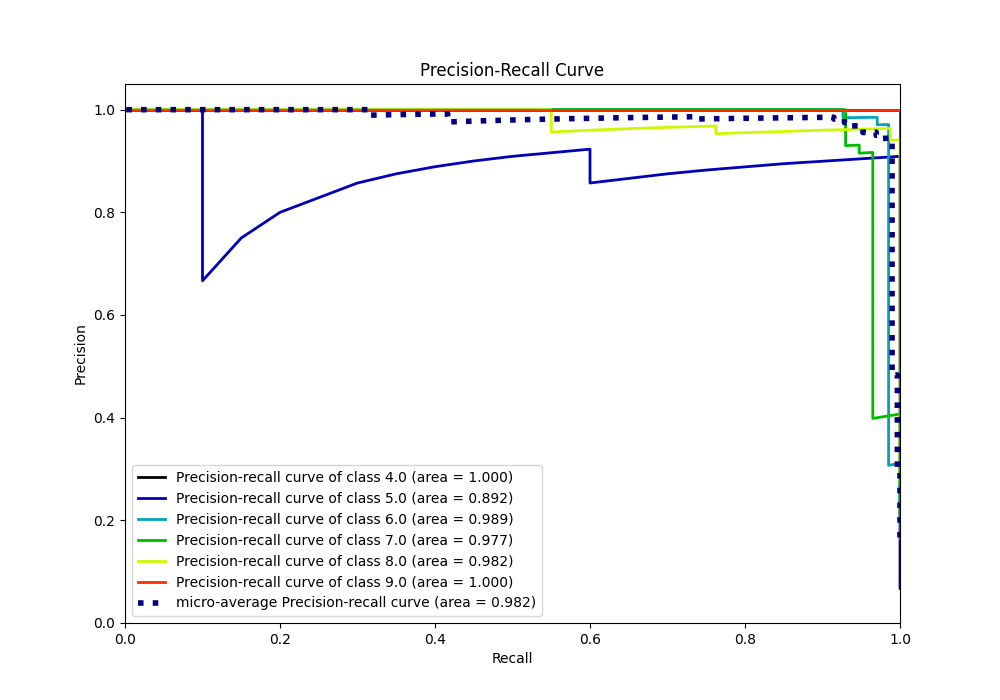 Precision-Recall Curve
1.0
0.8
0.6
0.4
0.2
0.0
Precision
Precision-recall curve of class 4.0 (area = 1.000)
Precision-recall curve of class 5.0 (area = 0.892)
Precision-recall curve of class 6.0 (area = 0.989)
Precision-recall curve of class 7.0 (area = 0.977)
Precision-recall curve of class 8.0 (area = 0.982)
Precision-recall curve of class 9.0 (area = 1.000)
micro-average Precision-recall curve (area = 0.982)
0.0 0.2 0.4 0.6 0.8 1.0
Recall